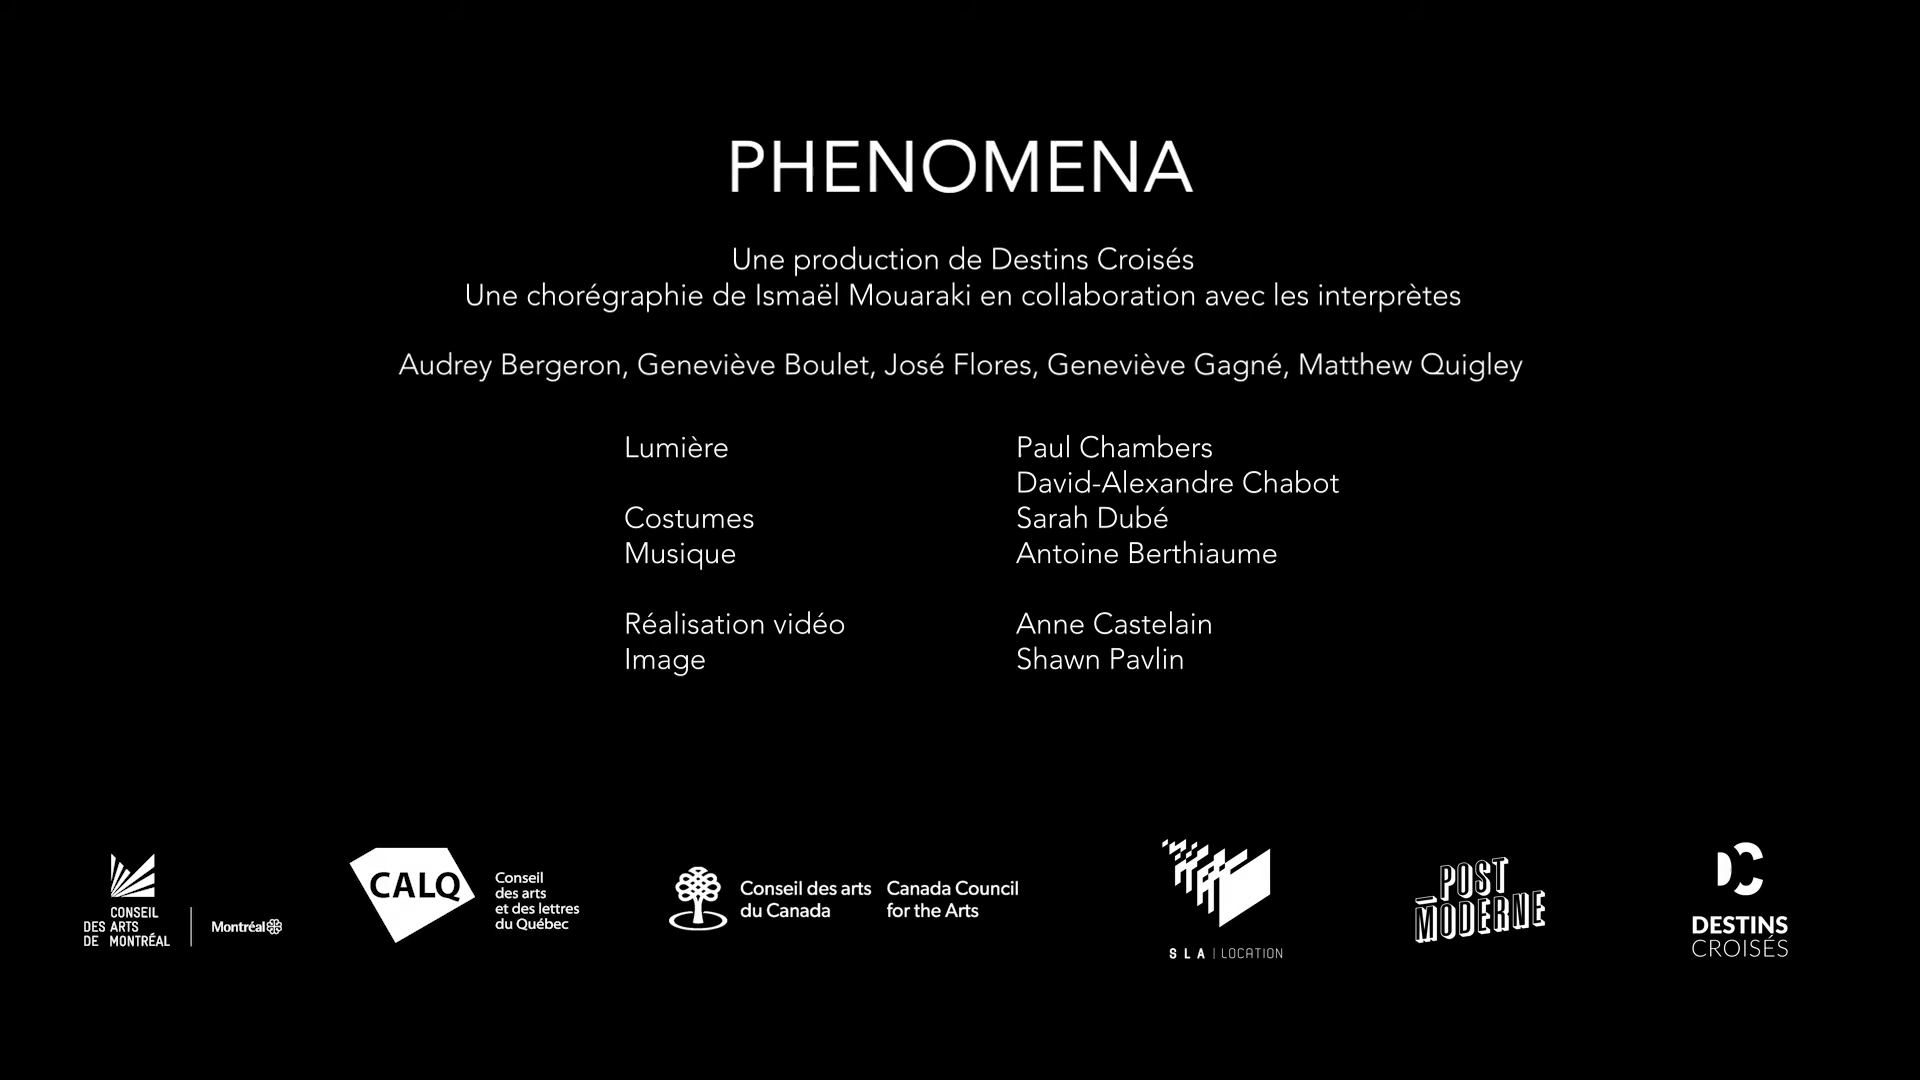 PHENOMENA
Une production de Destins Croisés
Une chorégraphie de Ismaël Mouaraki en collaboration avec les interprètes
Audrey Bergeron, Geneviève Boulet, José Flores, Geneviève Gagné, Matthew Quigley
Lumière Paul Chambers
David-Alexandre Chabot
Costumes Sarah Dubé
Musique Antoine Berthiaume
Réalisation vidéo Anne Castelain
Image Shawn Pavlin
CONSEIL
DES ARTS
DE MONTRÉAL
Montréal
CALQ
Conseil
des arts
et des lettres
du Québec
Conseil des arts
du Canada
Canada Council
for the Arts
SLA | LOCATION
POST
MODERNE
DC
DESTINS
CROISÉS